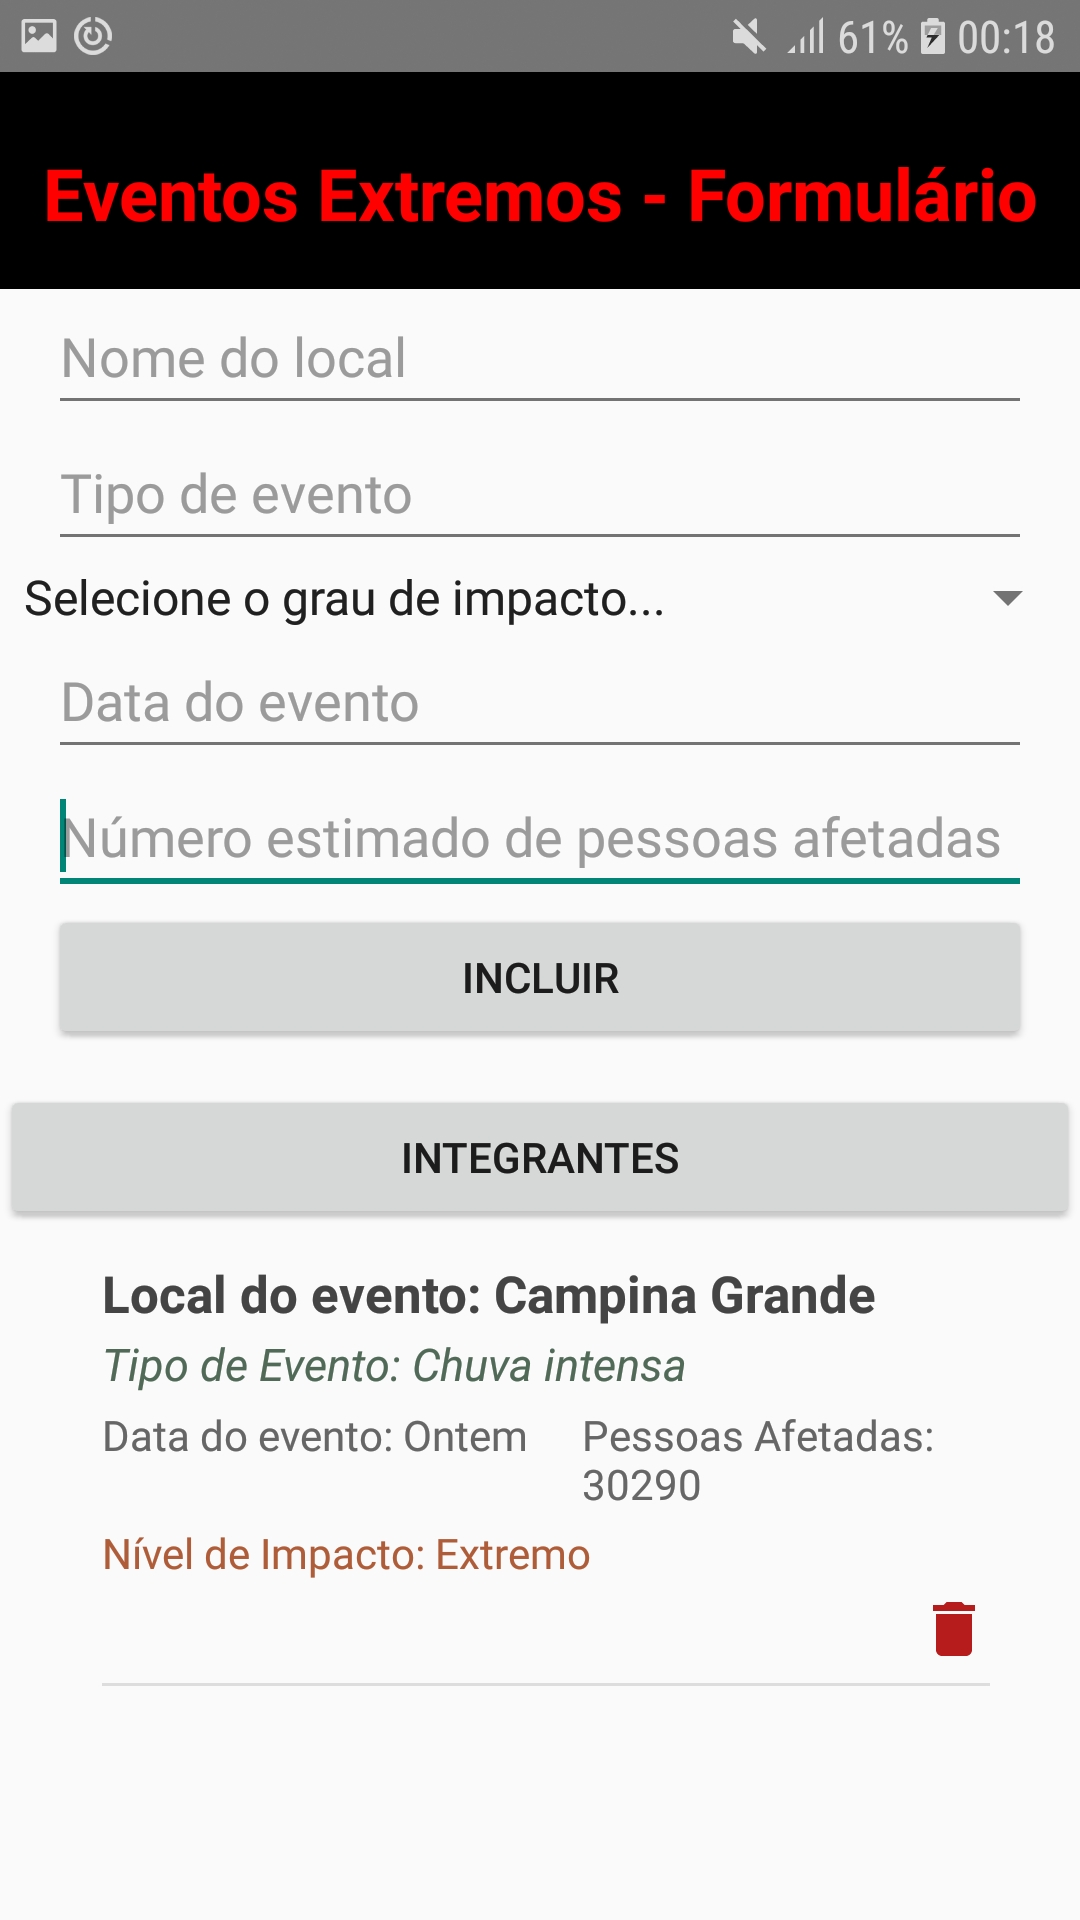 61% 00:18
Eventos Extremos - Formulário
Nome do local
Tipo de evento
Selecione o grau de impacto...
Data do evento
Número estimado de pessoas afetadas
INCLUIR
INTEGRANTES
Local do evento: Campina Grande
Tipo de Evento: Chuva intensa
Data do evento: Ontem
Pessoas Afetadas:
30290
Nível de Impacto: Extremo